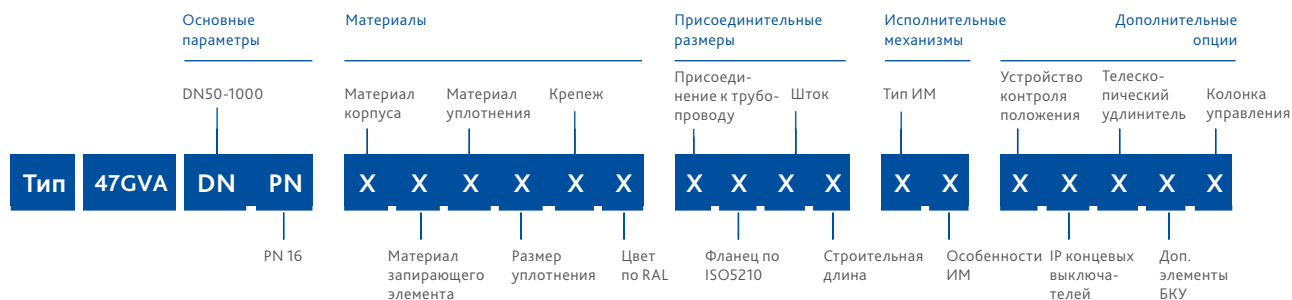 Основные
параметры
Материалы
Присоединительные
размеры
Исполнительные
механизмы
Дополнительные
опции
DN50-1000
Материал
корпуса
Материал
уплотнения
Крепеж
Присоеди-
нение к трубо-
проводу
Шток
Тип ИМ
Устройство
контроля
положения
Телеско-
пический
удлинитель
Колонка
управления
Тип 47GVA DN PN X X X X X X X X X X X X X X X X X
PN 16
Материал
запирающего
элемента
Размер
уплотнения
Цвет
по RAL
Фланец по
ISO5210
Строительная
длина
Особенности
ИМ
IP концевых
выключа-
телей
Доп.
элементы
БКУ